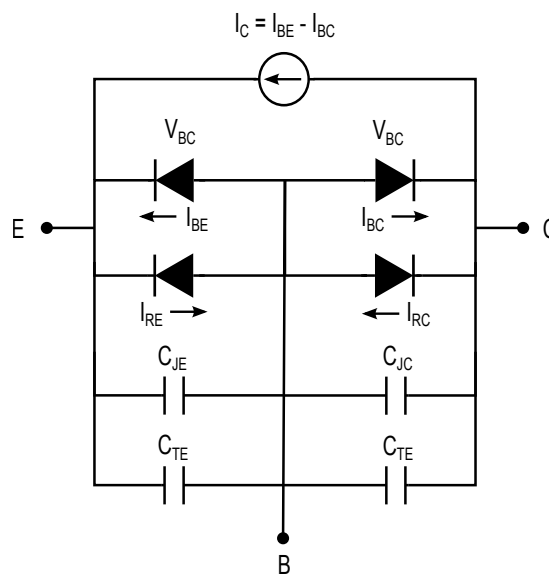 I_C = I_BE - I_BC
V_BC V_BC
E I_BE I_BC C
I_RE I_RC
C_JE C_JC
C_TE C_TE
B